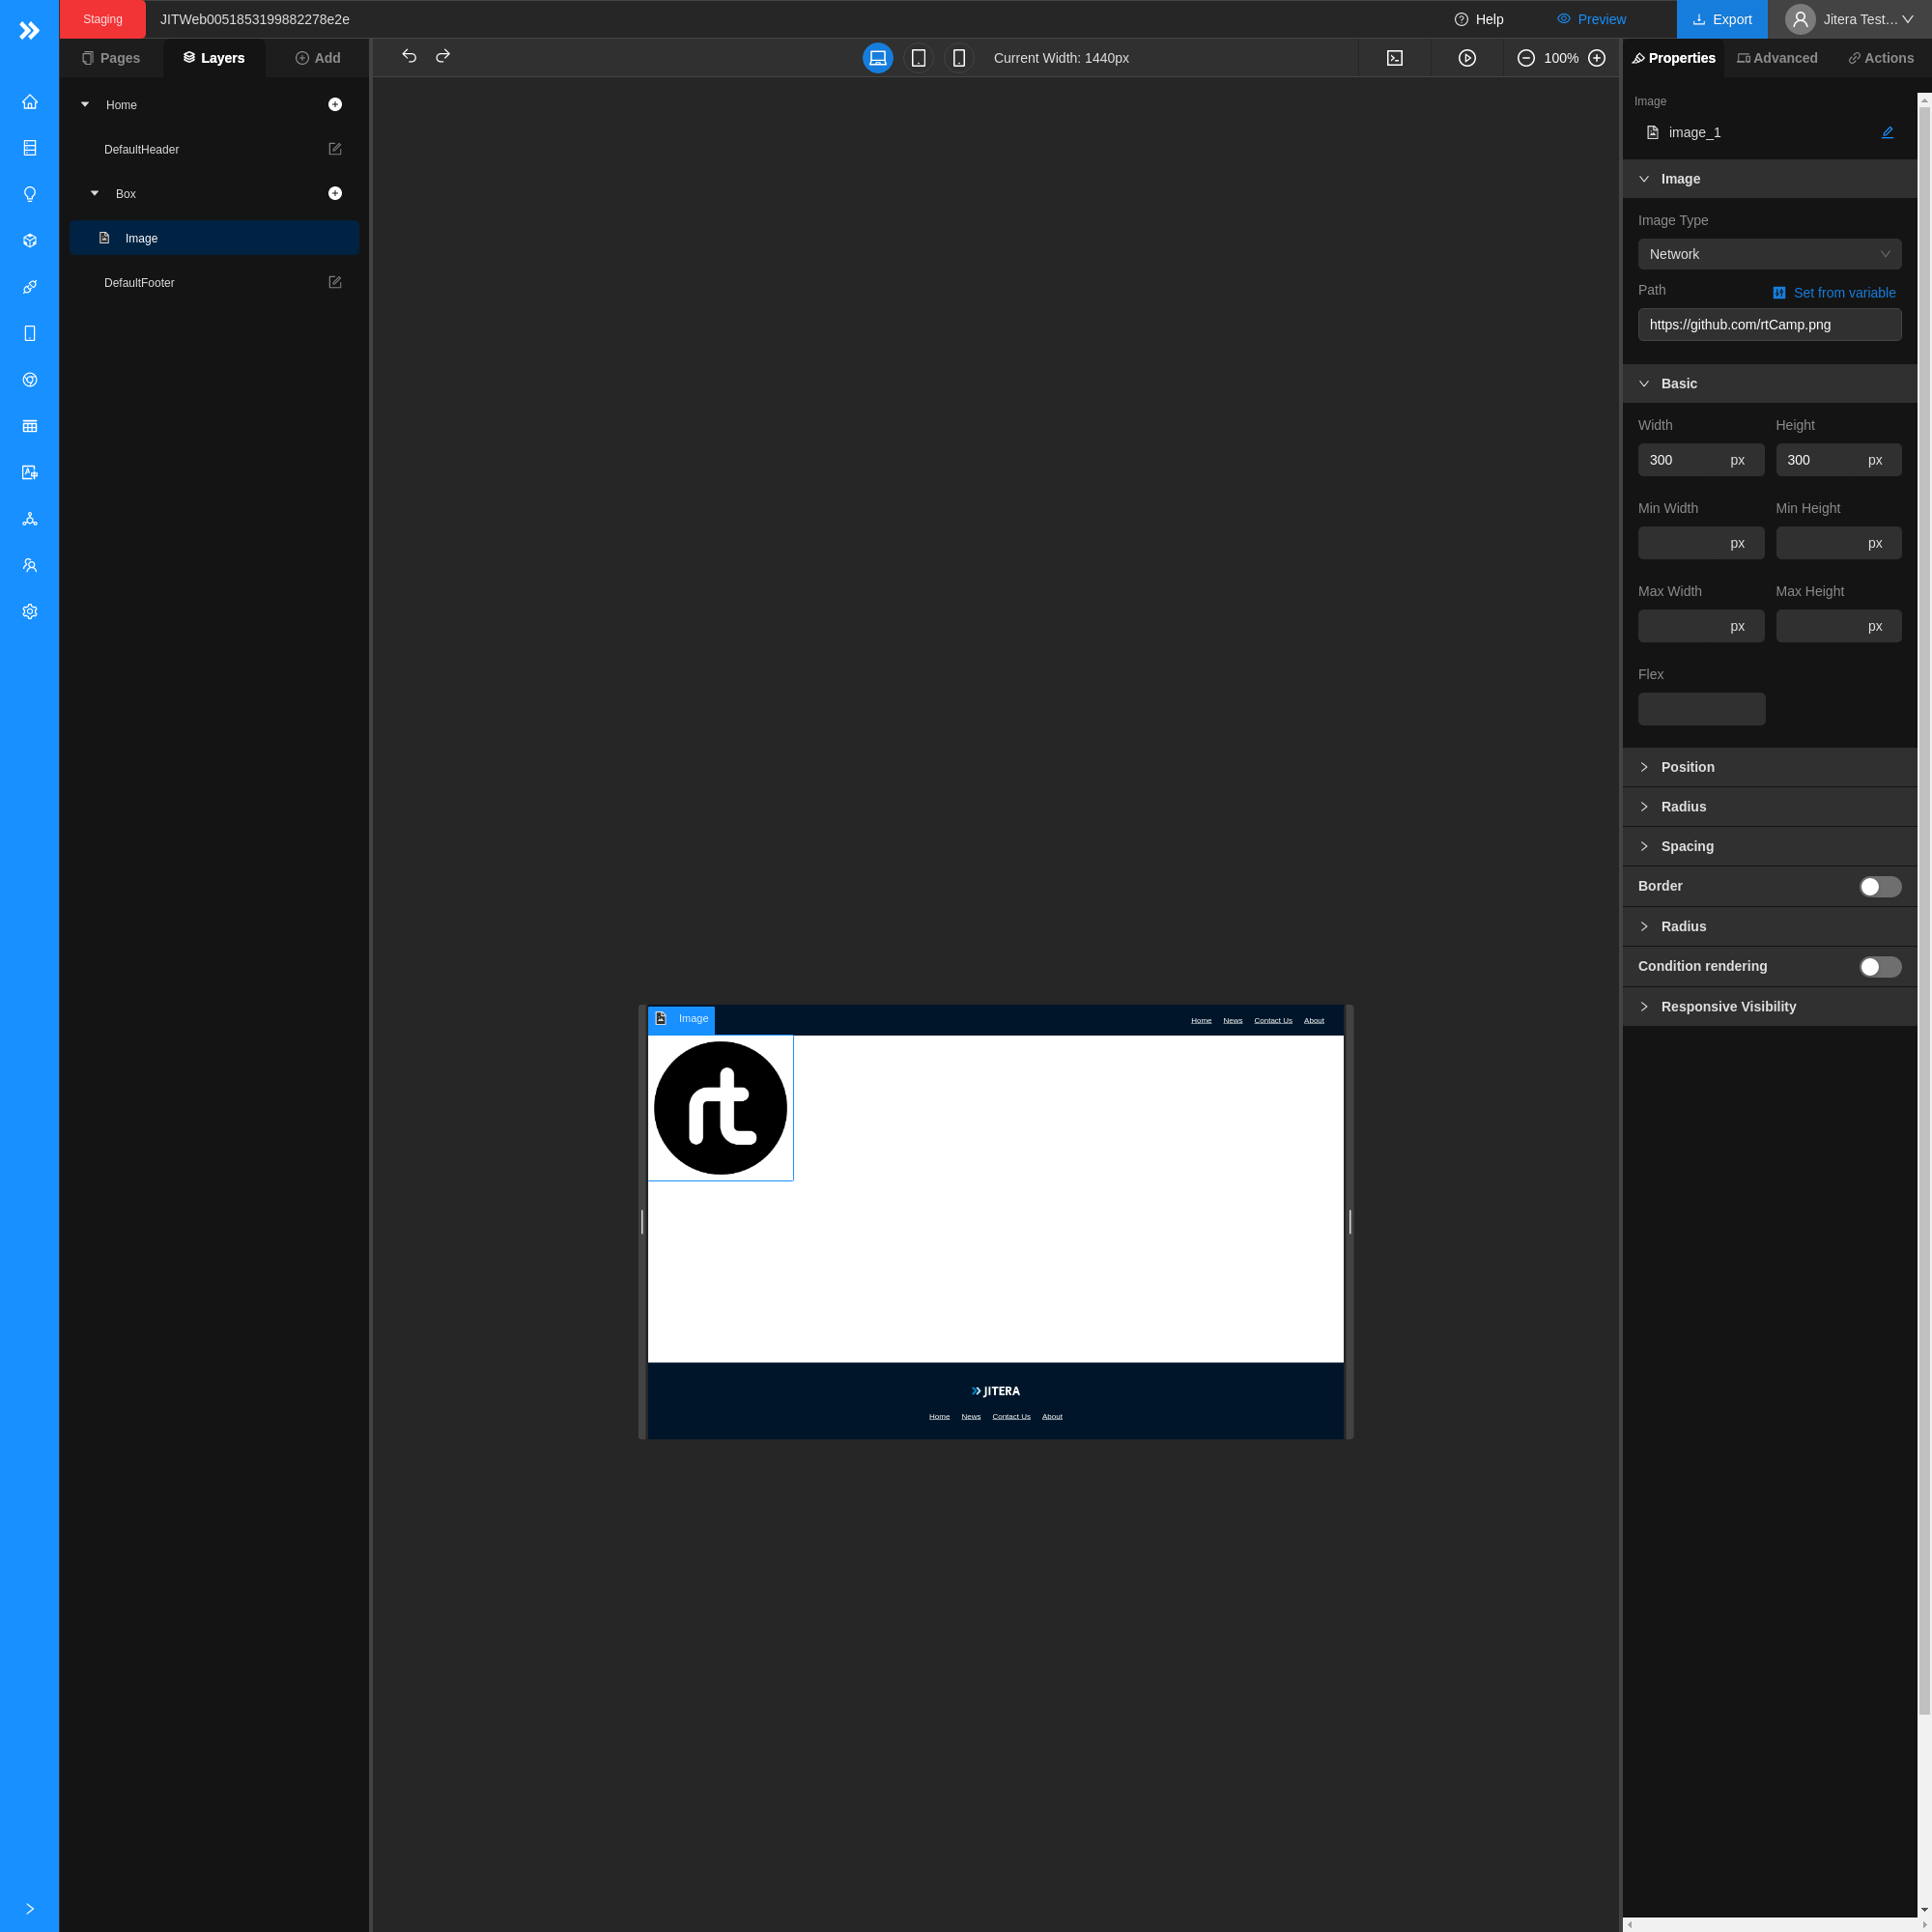 Staging
JITWeb0051853199882278e2e
Help
Preview
Export
Jitera Test...
Pages
Layers
Add
Current Width: 1440px
100%
Properties
Advanced
Actions
Home
DefaultHeader
Box
Image
DefaultFooter
Image
Home News Contact Us About
rt
JITERA
Home News Contact Us About
Image
image_1
Image
Image Type
Network
Path
Set from variable
https://github.com/rtCamp.png
Basic
Width Height
300 px 300 px
Min Width Min Height
px px
Max Width Max Height
px px
Flex
Position
Radius
Spacing
Border
Radius
Condition rendering
Responsive Visibility